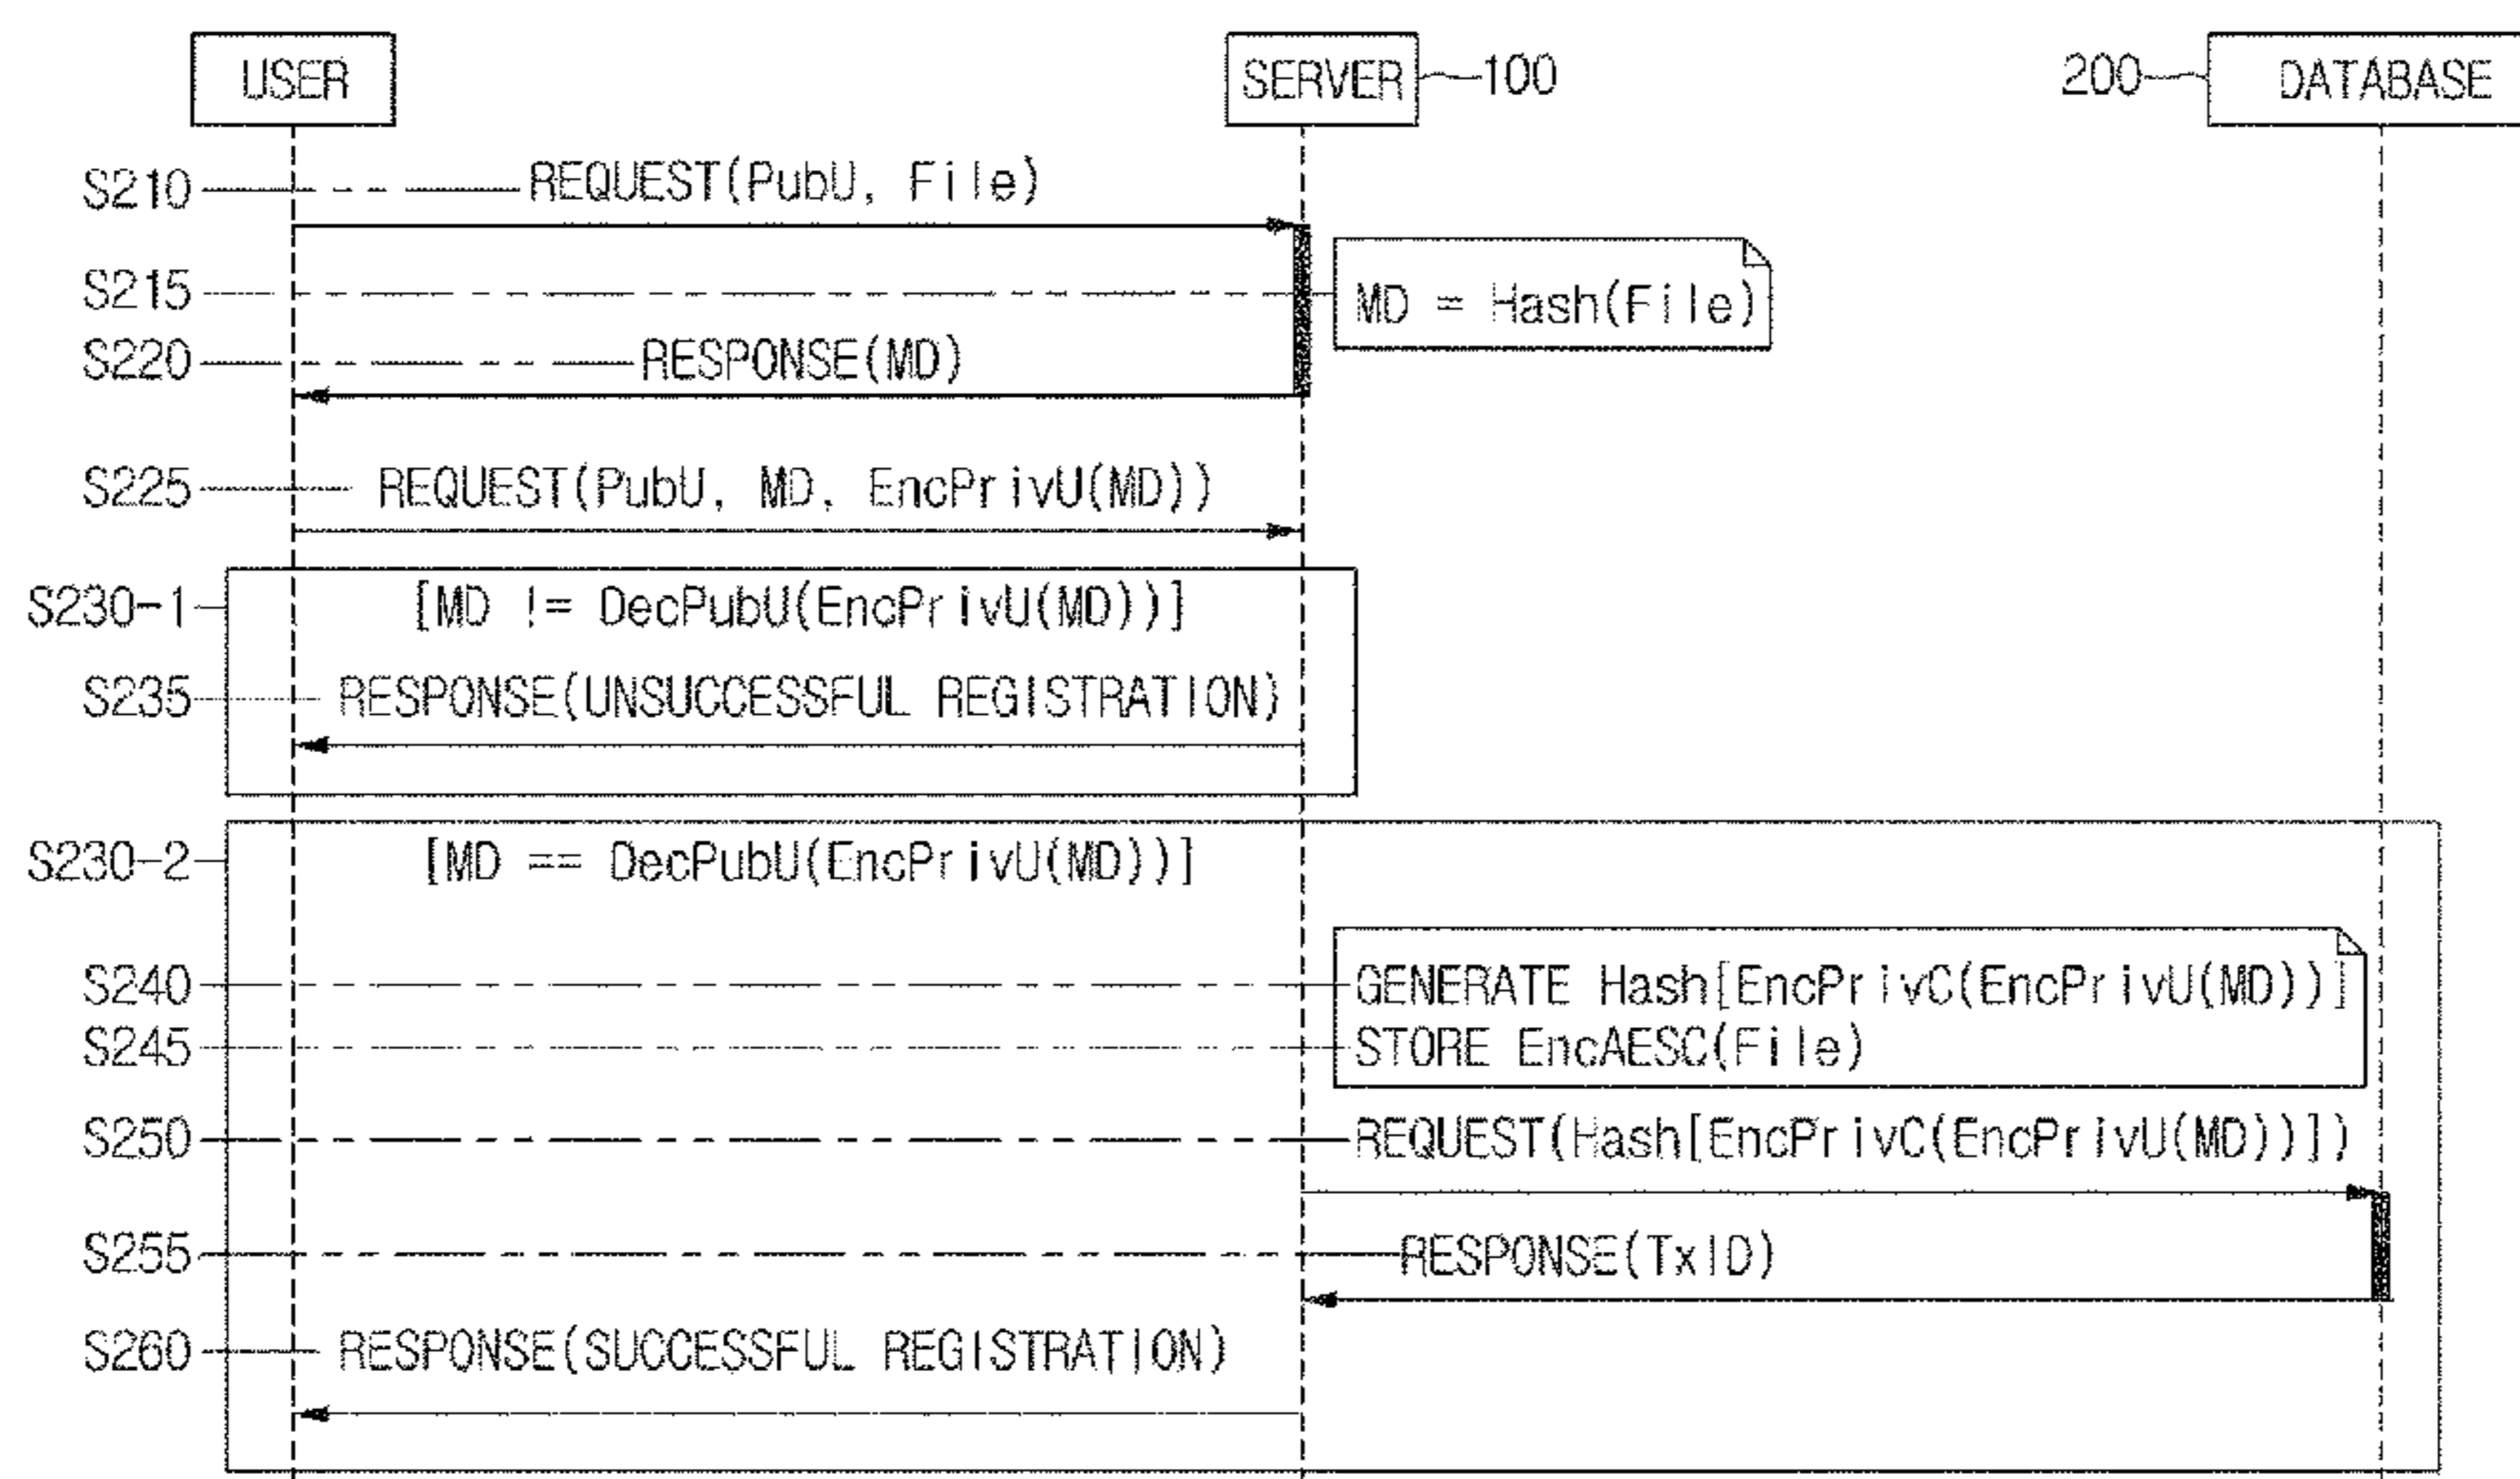 USER
SERVER 100
200 DATABASE
S210 REQUEST(PubU, File)
S215 MD = Hash(File)
S220 RESPONSE(MD)
S225 REQUEST(PubU, MD, EncPrivU(MD))
S230-1 [MD != DecPubU(EncPrivU(MD))]
S235 RESPONSE(UNSUCCESSFUL REGISTRATION)
S230-2 [MD == DecPubU(EncPrivU(MD))]
S240 GENERATE Hash[EncPrivC(EncPrivU(MD))]
S245 STORE EncAESC(File)
S250 REQUEST(Hash[EncPrivC(EncPrivU(MD))])
S255 RESPONSE(TxID)
S260 RESPONSE(SUCCESSFUL REGISTRATION)